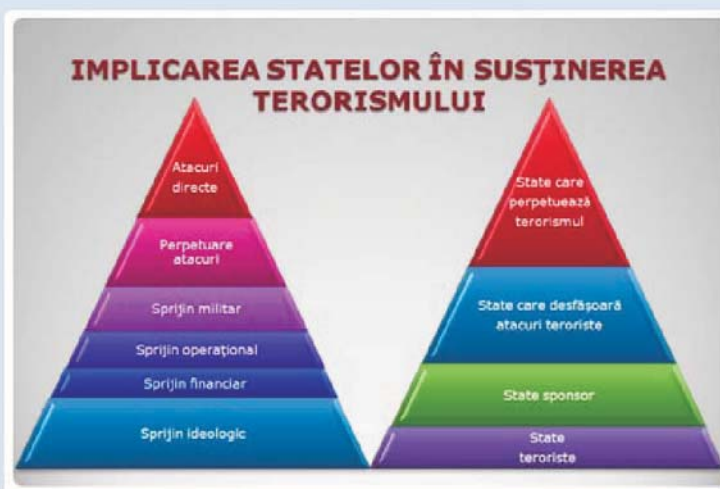 IMPLICAREA STATELOR ÎN SUSŢINEREA
TERORISMULUI
Atacuri
directe
Perpetuare
atacuri
Sprijin militar
Sprijin operaţional
Sprijin financiar
Sprijin ideologic
State care
perpetuează
terorismul
State care desfăşoară
atacuri teroriste
State sponsor
State
teroriste